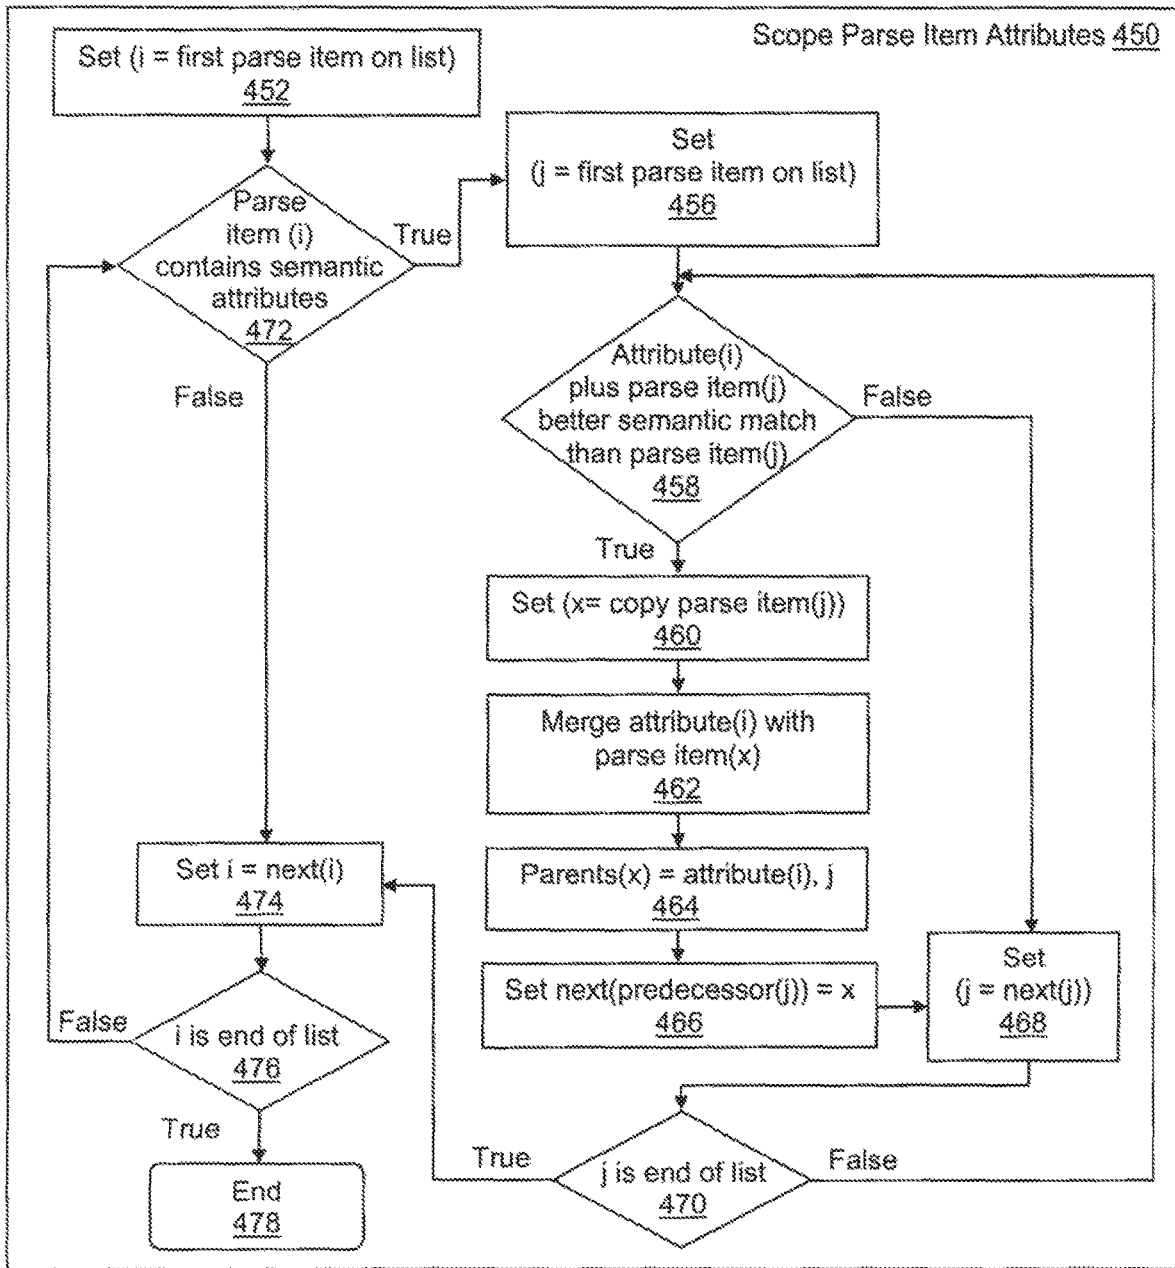 Scope Parse Item Attributes 450
Set (i = first parse item on list)
452
Parse
item (i)
contains semantic
attributes
472
True
False
Set
(j = first parse item on list)
456
Attribute(i)
plus parse item(j)
better semantic match
than parse item(j)
458
False
True
Set (x= copy parse item(j))
460
Merge attribute(i) with
parse item(x)
462
Parents(x) = attribute(i), j
464
Set next(predecessor(j)) = x
466
Set
(j = next(j))
468
j is end of list
470
True
False
Set i = next(i)
474
i is end of list
476
False
True
End
478